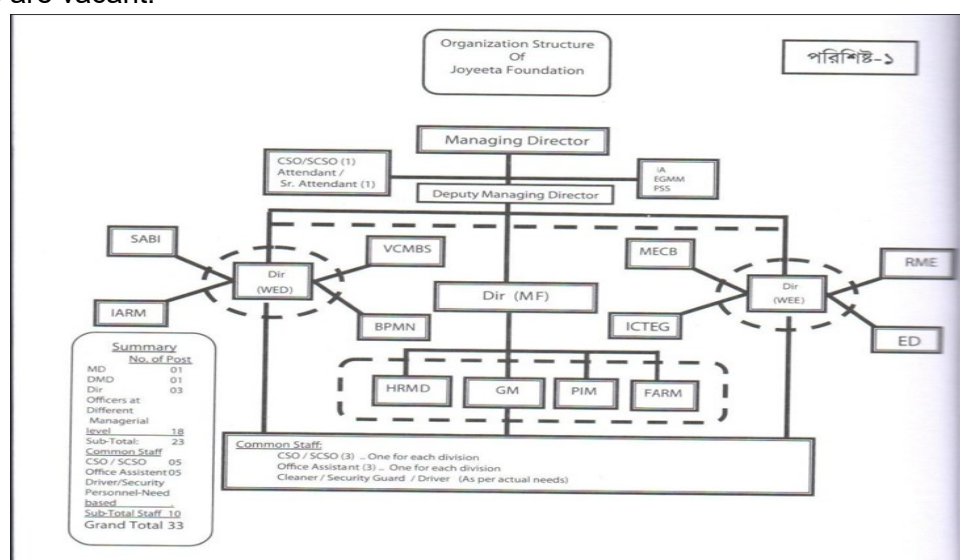 are vacant.
Organization Structure
Of
Joyeeta Foundation
পরিশিষ্ট-১
Managing Director
CSO/SCSO (1)
Attendant /
Sr. Attendant (1)
EGMM
PSS
Deputy Managing Director
SABI
VCMBS
MECB
RME
Dir
(WED)
Dir (MF)
Dir
(WEE)
IARM
BPMN
ICTEG
ED
HRMD
GM
PIM
FARM
Summary
No. of Post
MD 01
DMD 01
Dir 03
Officers at
Different
Managerial
level 18
Sub-Total: 23
Common Staff
CSO / SCSO 05
Office Assistent 05
Driver/Security
Personnel-Need
based
Sub-Total Staff 10
Grand Total 33
Common Staff:
CSO / SCSO (3) .. One for each division
Office Assistant (3) .. One for each division
Cleaner / Security Guard / Driver (As per actual needs)